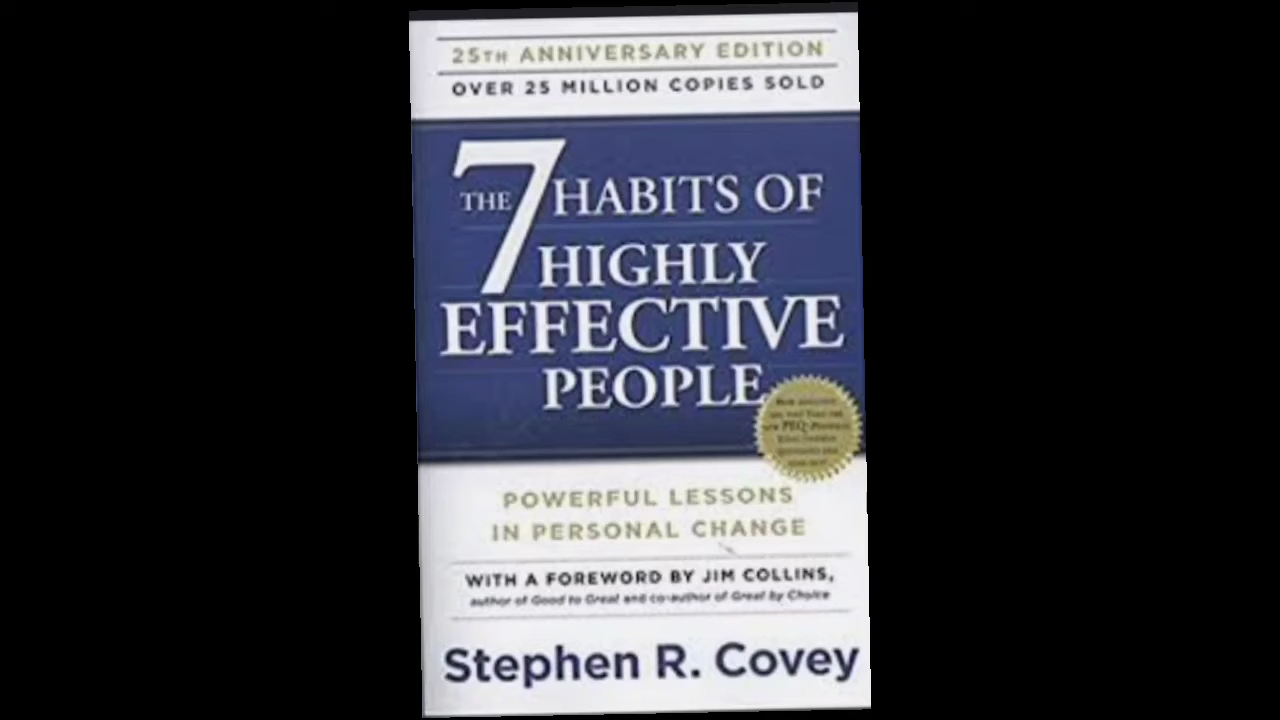 25TH ANNIVERSARY EDITION
OVER 25 MILLION COPIES SOLD
THE 7 HABITS OF
HIGHLY
EFFECTIVE
PEOPLE
POWERFUL LESSONS
IN PERSONAL CHANGE
WITH A FOREWORD BY JIM COLLINS,
author of Good to Great and co-author of Great by Choice
Stephen R. Covey